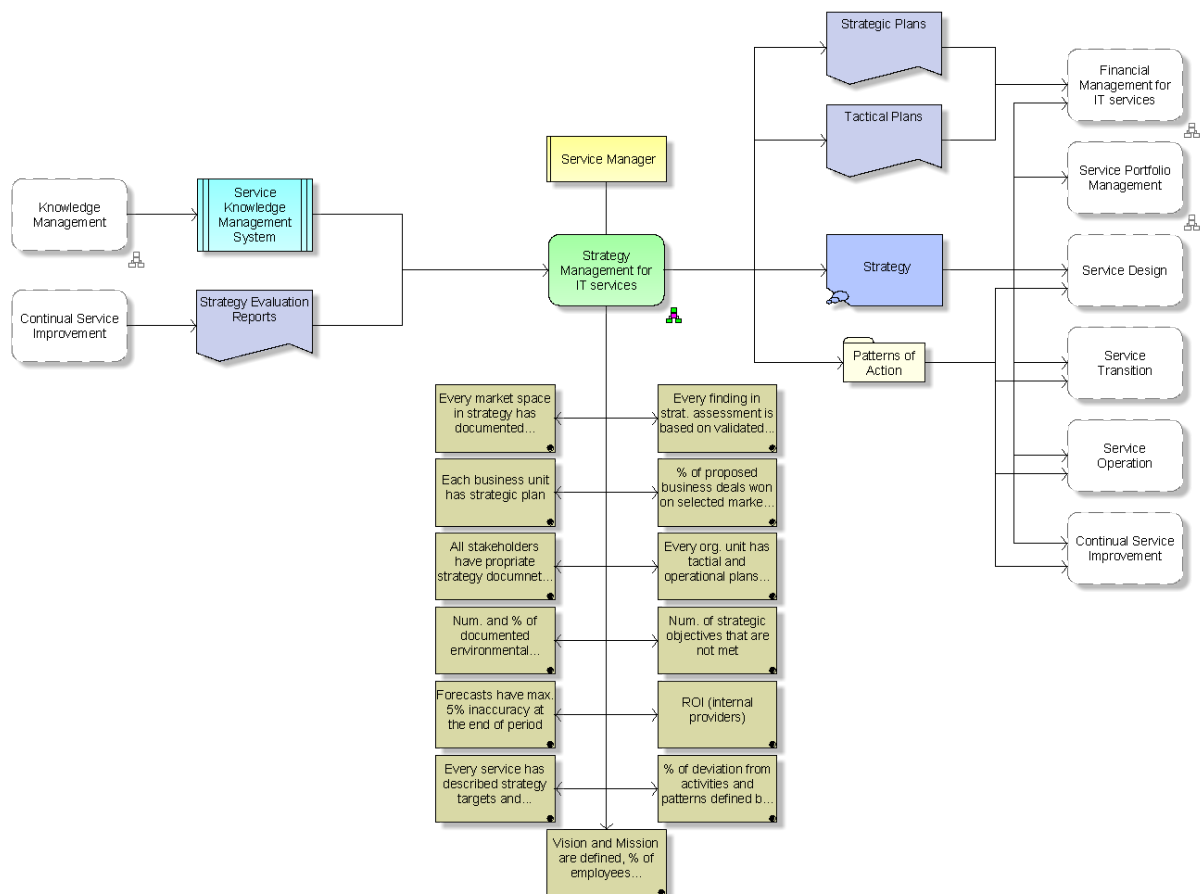 Strategic Plans
Tactical Plans
Financial
Management for
IT services
Service Manager
Service Portfolio
Management
Knowledge
Management
Service
Knowledge
Management
System
Strategy
Management for
IT services
Strategy
Service Design
Continual Service
Improvement
Strategy Evaluation
Reports
Patterns of
Action
Service
Transition
Every market space
in strategy has
documented...
Every finding in
strat. assessment is
based on validated...
Service
Operation
Each business unit
has strategic plan
% of proposed
business deals won
on selected marke...
Continual Service
Improvement
All stakeholders
have propriate
strategy documnet...
Every org. unit has
tactial and
operational plans...
Num. and % of
documented
environmental...
Num. of strategic
objectives that are
not met
Forecasts have max.
5% inaccuracy at
the end of period
ROI (internal
providers)
Every service has
described strategy
targets and...
% of deviation from
activities and
patterns defined b...
Vision and Mission
are defined, % of
employees...